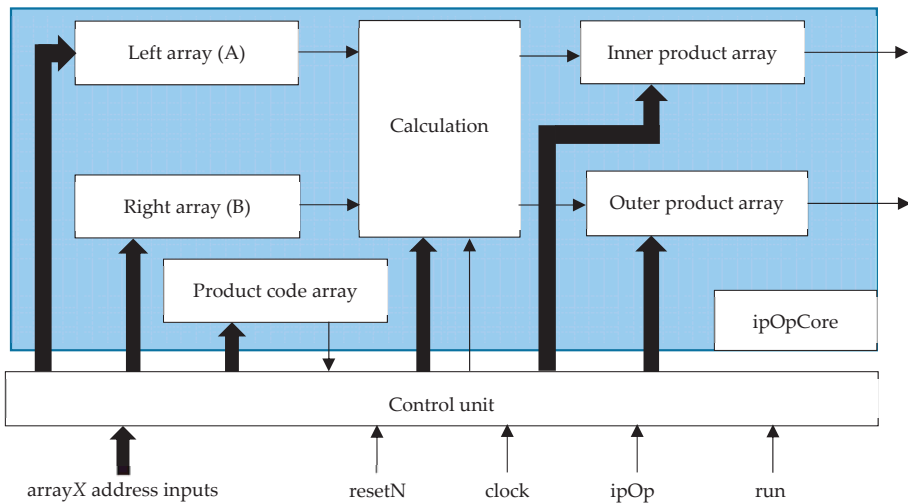 Left array (A)
Inner product array
Calculation
Right array (B)
Outer product array
Product code array
ipOpCore
Control unit
arrayX address inputs
resetN
clock
ipOp
run